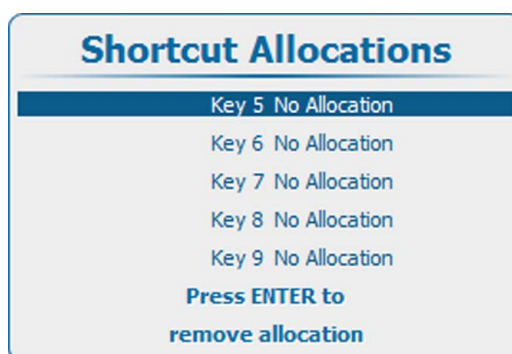 Shortcut Allocations
Key 5 No Allocation
Key 6 No Allocation
Key 7 No Allocation
Key 8 No Allocation
Key 9 No Allocation
Press ENTER to
remove allocation